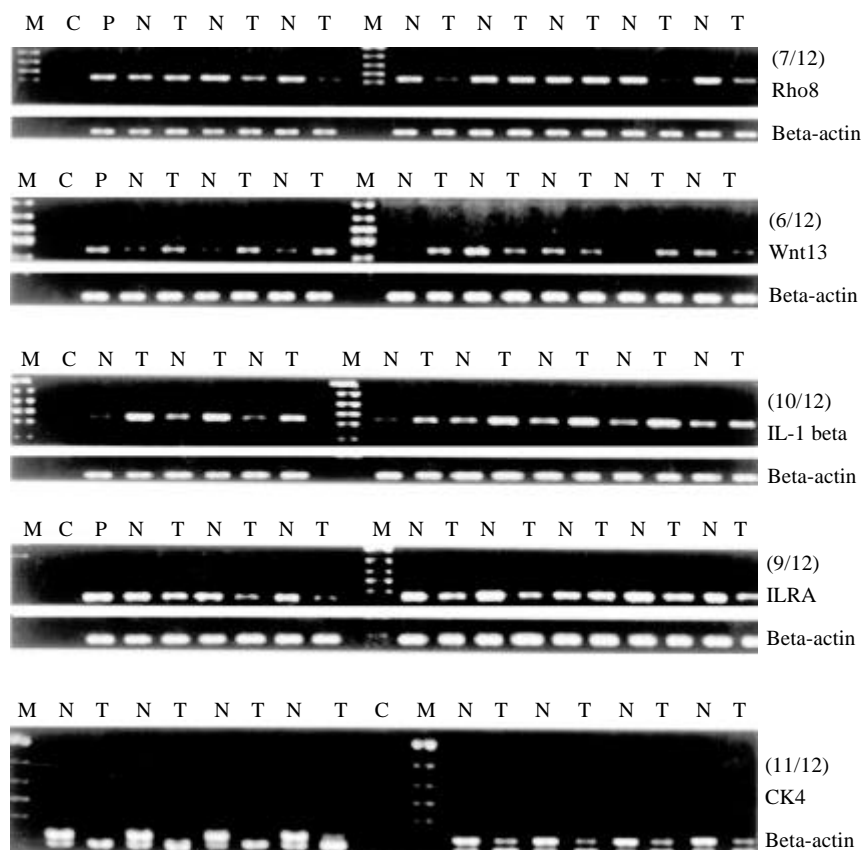 M C P N T N T N T M N T N T N T N T N T
(7/12)
Rho8
Beta-actin
M C P N T N T N T M N T N T N T N T N T
(6/12)
Wnt13
Beta-actin
M C N T N T N T M N T N T N T N T N T
(10/12)
IL-1 beta
Beta-actin
M C P N T N T N T M N T N T N T N T N T
(9/12)
ILRA
Beta-actin
M N T N T N T N T C M N T N T N T N T
(11/12)
CK4
Beta-actin